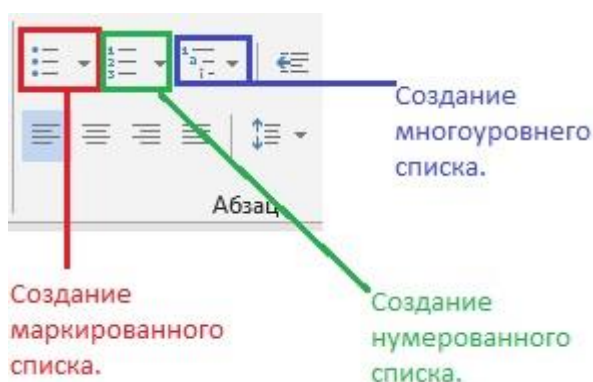 Создание
многоуровнего
списка.
Абзац
Создание
маркированного
списка.
Создание
нумерованного
списка.